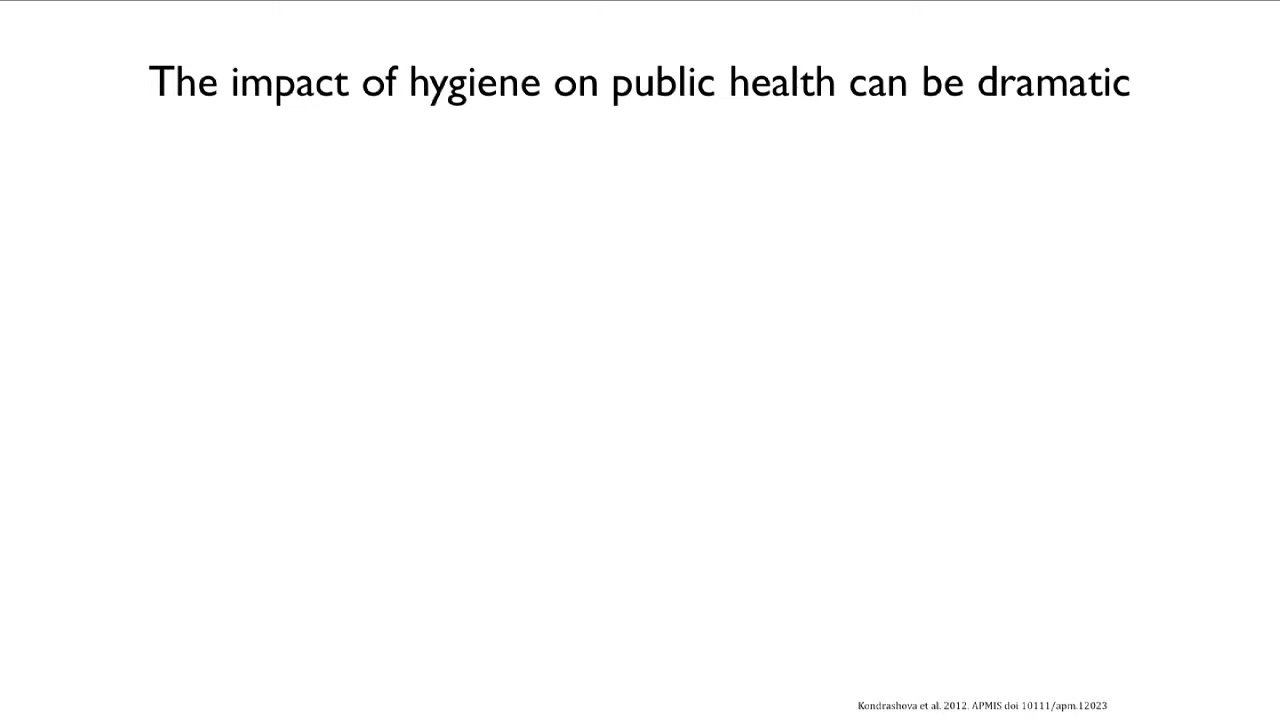 The impact of hygiene on public health can be dramatic
Kondrashova et al. 2012. APMIS doi 10111/apm.12023